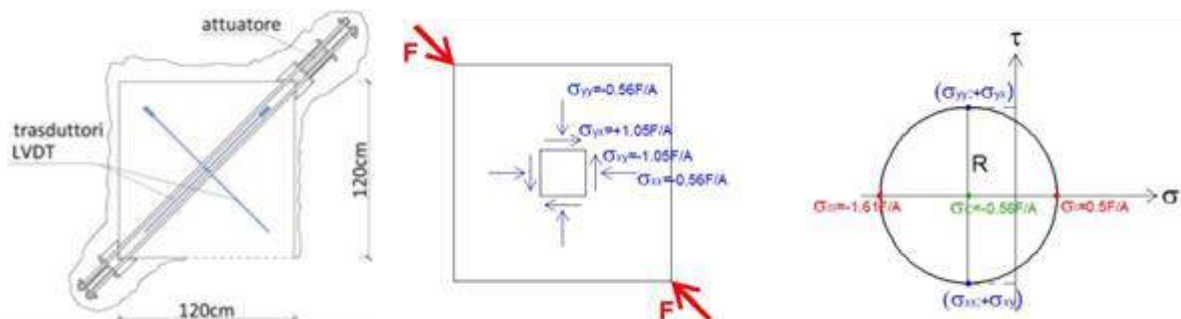 attuatore
trasduttori
LVDT
120cm
120cm
F
σyy=-0.56F/A
σyx=+1.05F/A
σxy=-1.05F/A
σxx=-0.56F/A
F
τ
(σyy;+σyx)
R
σII=-1.61F/A
σC=-0.56F/A
σI=0.5F/A
σ
(σxx;+σxy)